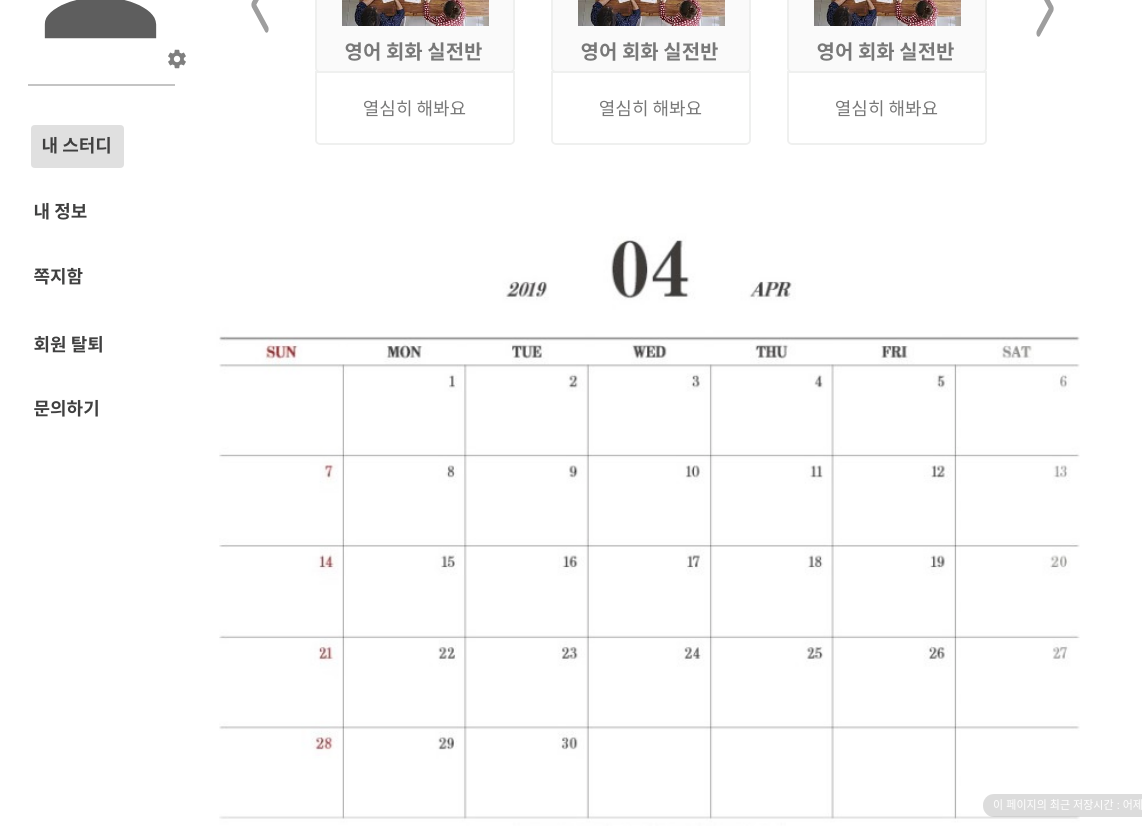 영어 회화 실전반 영어 회화 실전반 영어 회화 실전반
열심히 해봐요 열심히 해봐요 열심히 해봐요
내 스터디
내 정보
쪽지함
회원 탈퇴
문의하기
2019 04 APR
SUN MON TUE WED THU FRI SAT
1 2 3 4 5 6
7 8 9 10 11 12 13
14 15 16 17 18 19 20
21 22 23 24 25 26 27
28 29 30
이 페이지의 최근 저장시간 : 어제